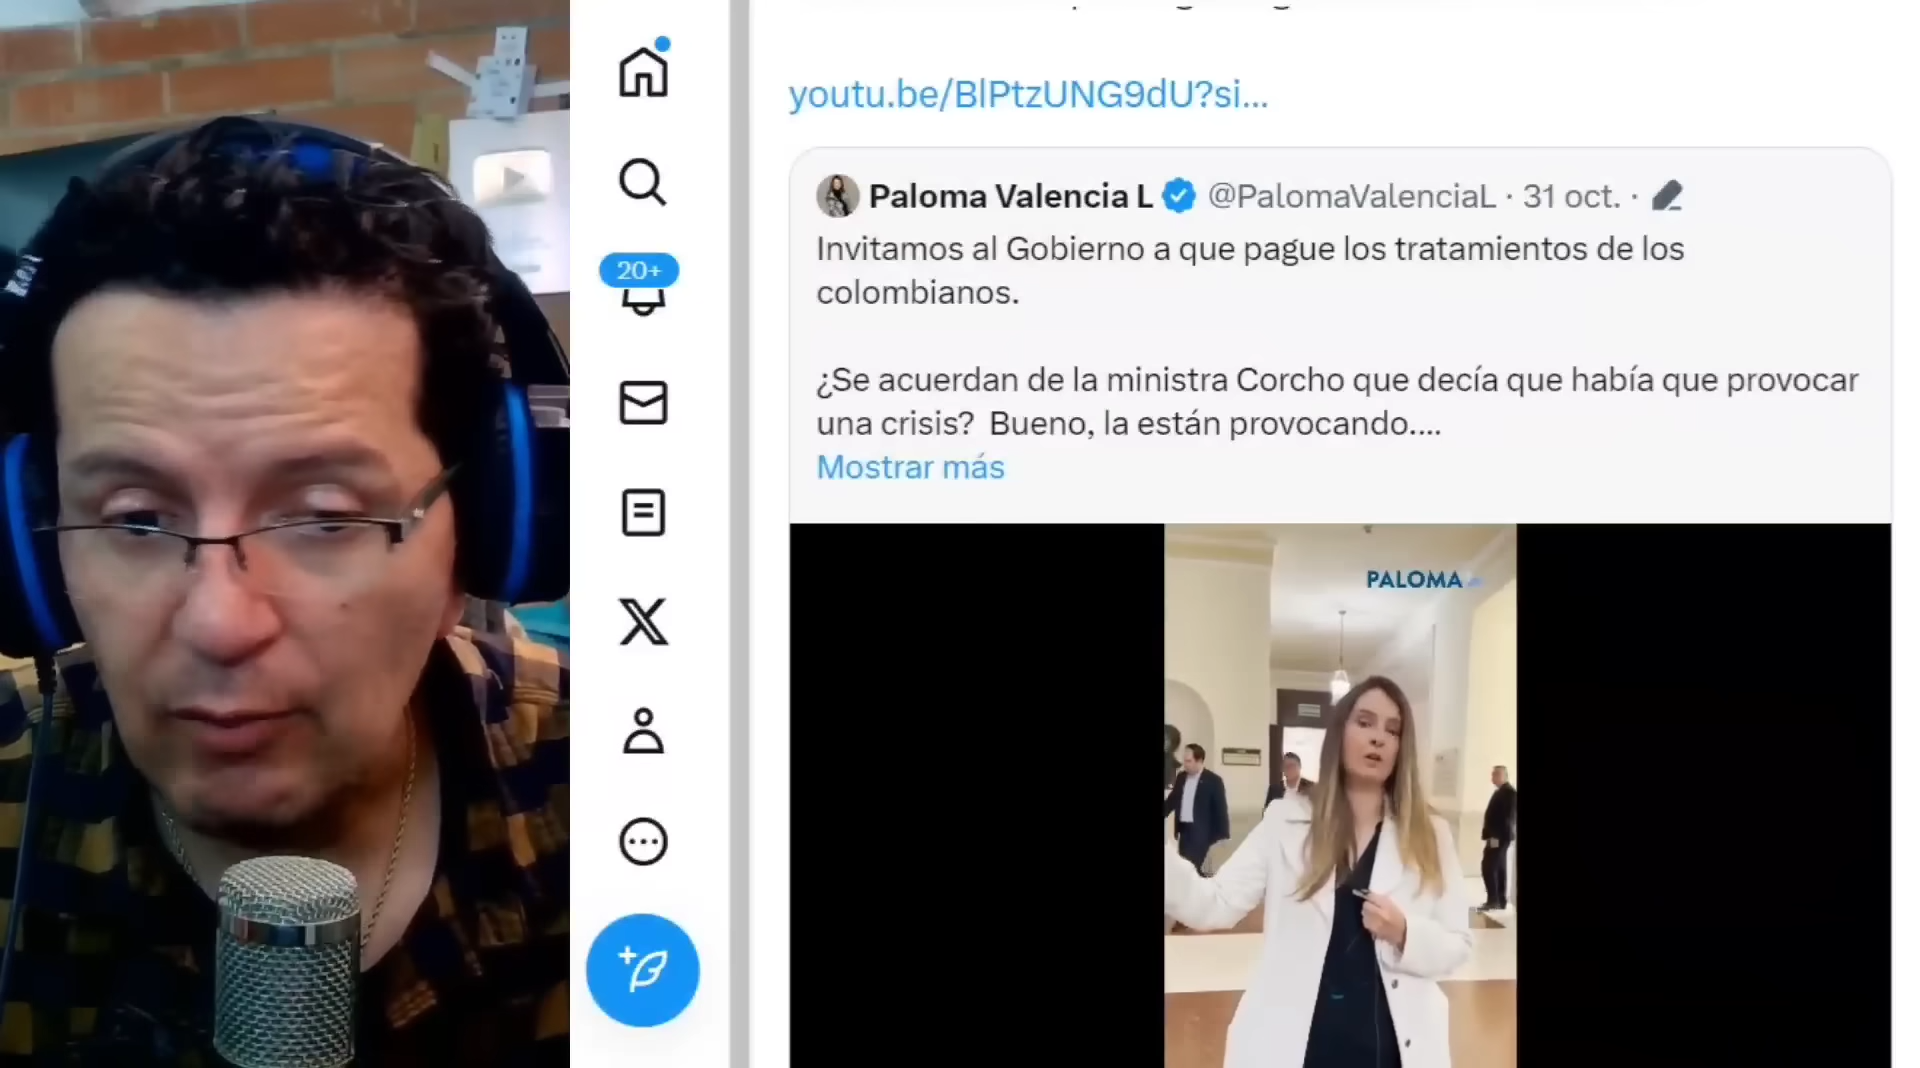 youtu.be/BlPtzUNG9dU?si...
Paloma Valencia L @PalomaValenciaL · 31 oct. ·
Invitamos al Gobierno a que pague los tratamientos de los
colombianos.
20+
¿Se acuerdan de la ministra Corcho que decía que había que provocar
una crisis? Bueno, la están provocando....
Mostrar más
PALOMA